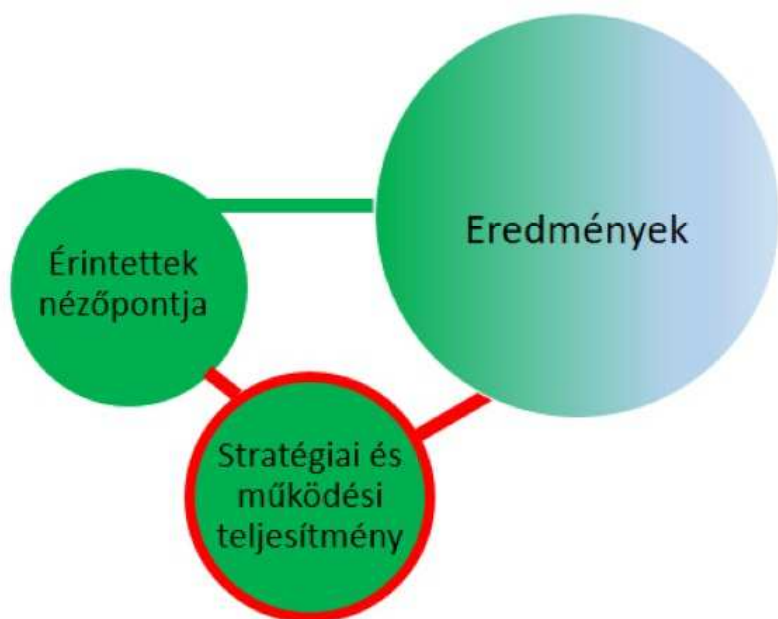 Eredmények
Érintettek
nézőpontja
Stratégiai és
működési
teljesítmény